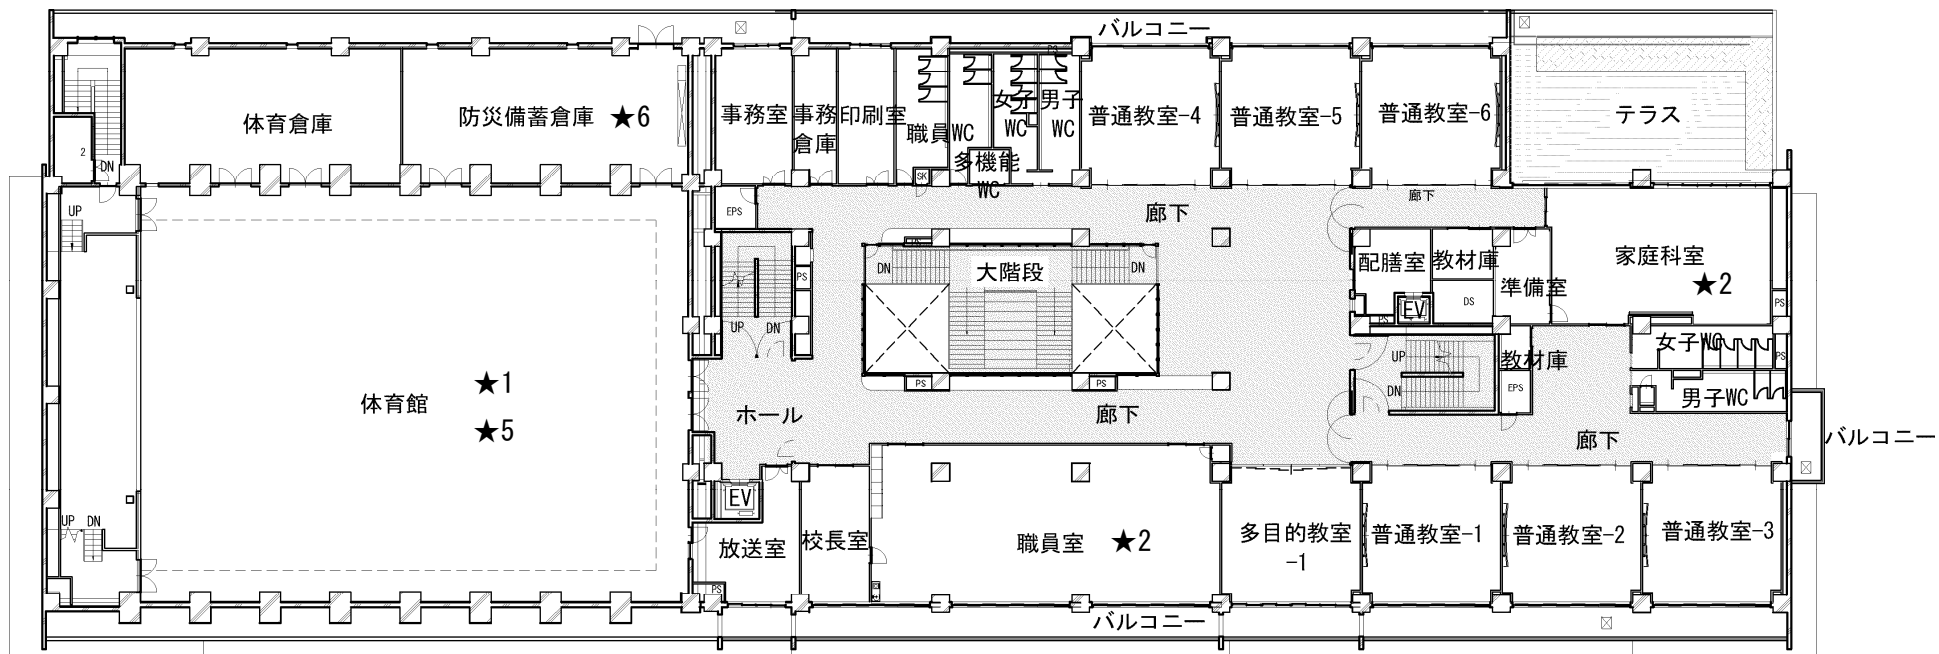 バルコニー
体育倉庫
防災備蓄倉庫 ★6
事務室
事務
倉庫
印刷室
職員WC
女子
WC
男子
WC
多機能
WC
SK
普通教室-4
普通教室-5
普通教室-6
テラス
2
DN
UP
EPS
廊下
廊下
DN
大階段
DN
配膳室
教材庫
準備室
家庭科室
★2
PS
EV
DS
PS
PS
UP
DN
UP
DN
教材庫
EPS
女子WC
PS
男子WC
体育館
★1
★5
ホール
PS
PS
廊下
廊下
バルコニー
EV
UP
DN
放送室
PS
校長室
職員室 ★2
多目的教室
-1
普通教室-1
普通教室-2
普通教室-3
バルコニー